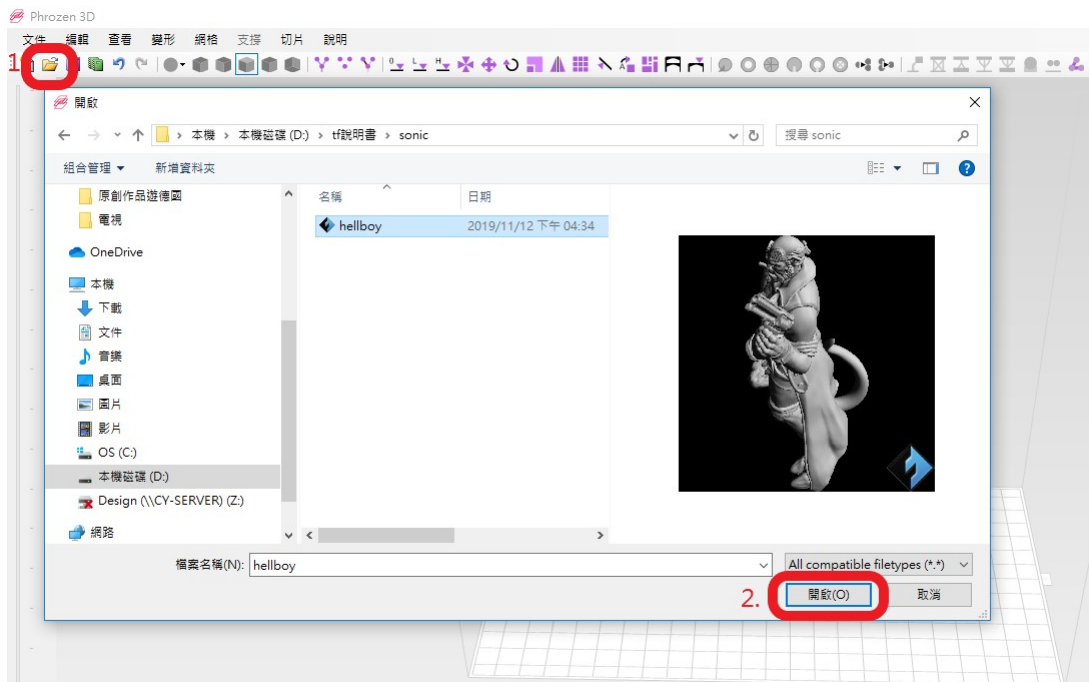 Phrozen 3D
文件 編輯 查看 變形 網格 支撐 切片 說明
1
開啟
本機 › 本機磁碟 (D:) › tf說明書 › sonic
搜尋 sonic
組合管理 新增資料夾
原創作品遊德國
電視
OneDrive
本機
下載
文件
音樂
桌面
圖片
影片
OS (C:)
本機磁碟 (D:)
Design (\\CY-SERVER) (Z:)
網路
名稱 日期
hellboy 2019/11/12 下午 04:34
檔案名稱(N): hellboy
All compatible filetypes (*.*)
2. 開啟(O) 取消